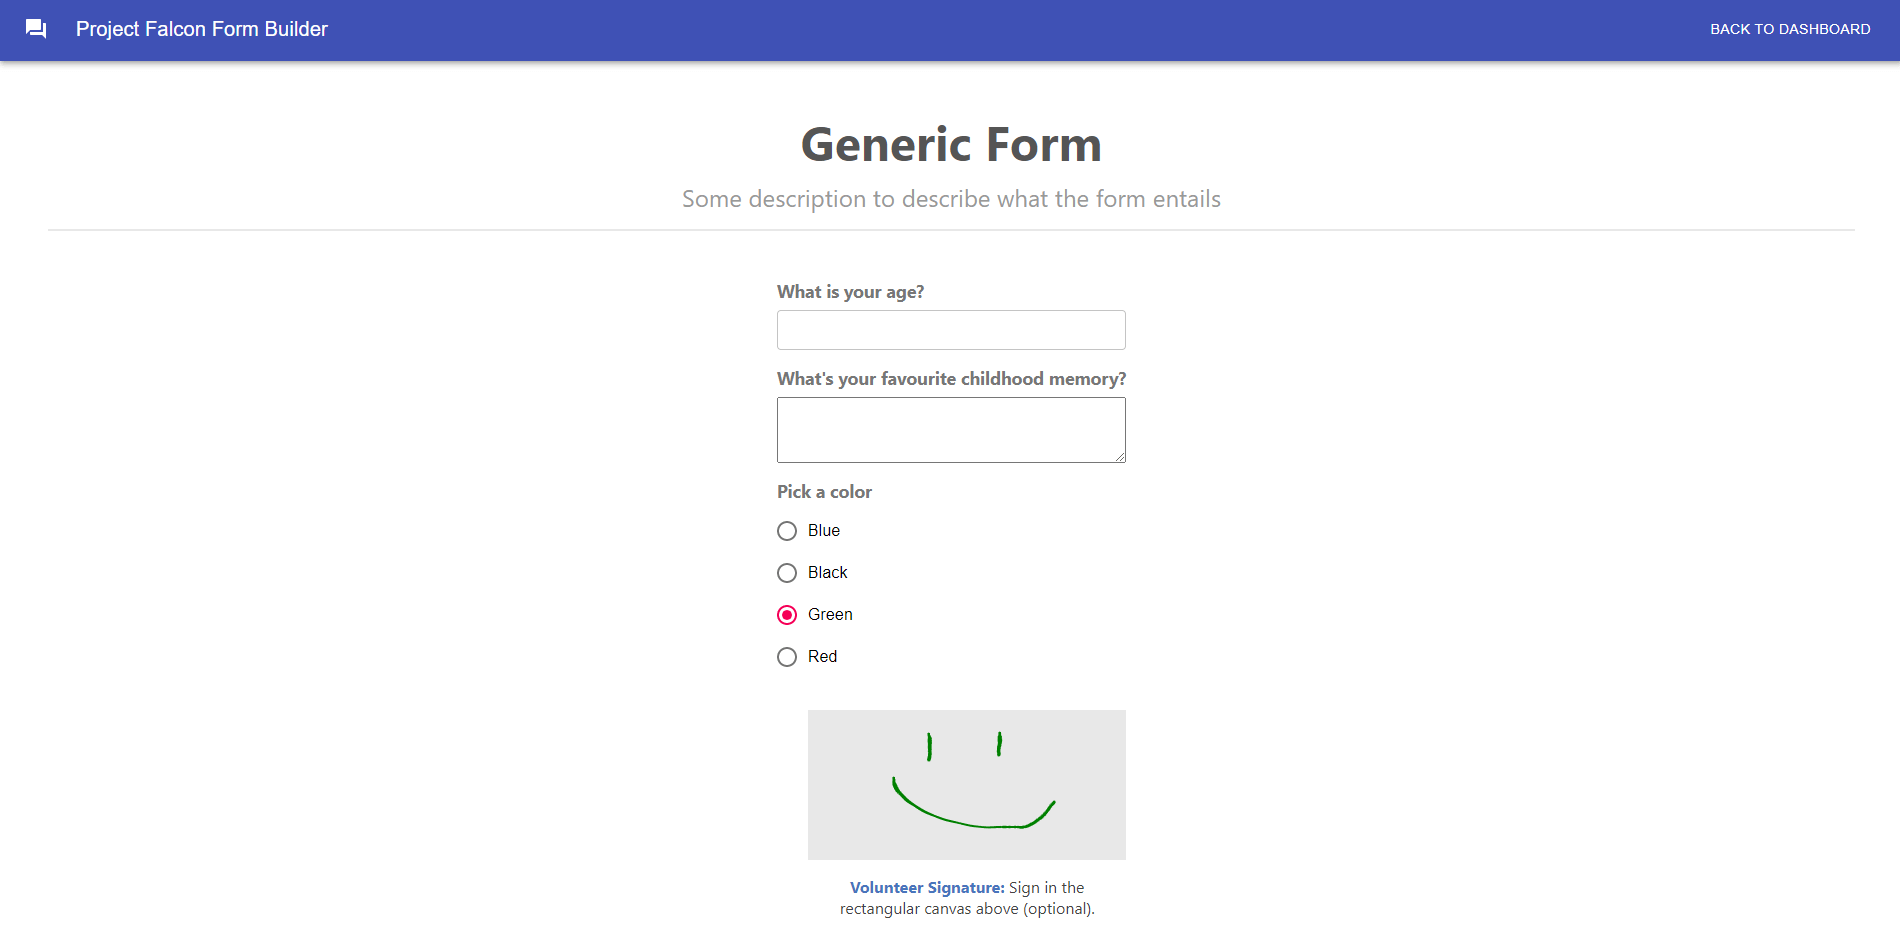 Project Falcon Form Builder
BACK TO DASHBOARD
Generic Form
Some description to describe what the form entails
What is your age?
What's your favourite childhood memory?
Pick a color
Blue
Black
Green
Red
Volunteer Signature: Sign in the
rectangular canvas above (optional).